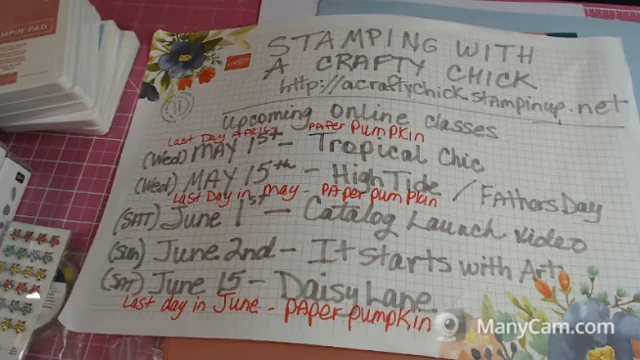 STAMPIN' PAD
STAMPING WITH
A CRAFTY CHICK
http://acraftychick.stampinup.net
upcoming Online classes
Last Day April - PAPER PUMPKIN
(Wed) MAY 1st - Tropical Chic
(Wed) MAY 15th - High Tide / Fathers Day
Last Day in may - PAPER pumpkin
(SAT) June 1st - Catalog Launch video
(Sun) June 2nd - It starts with Art
(SAT) June 15 - Daisy Lane
Last day in June - PAPER pumpkin
ManyCam.com